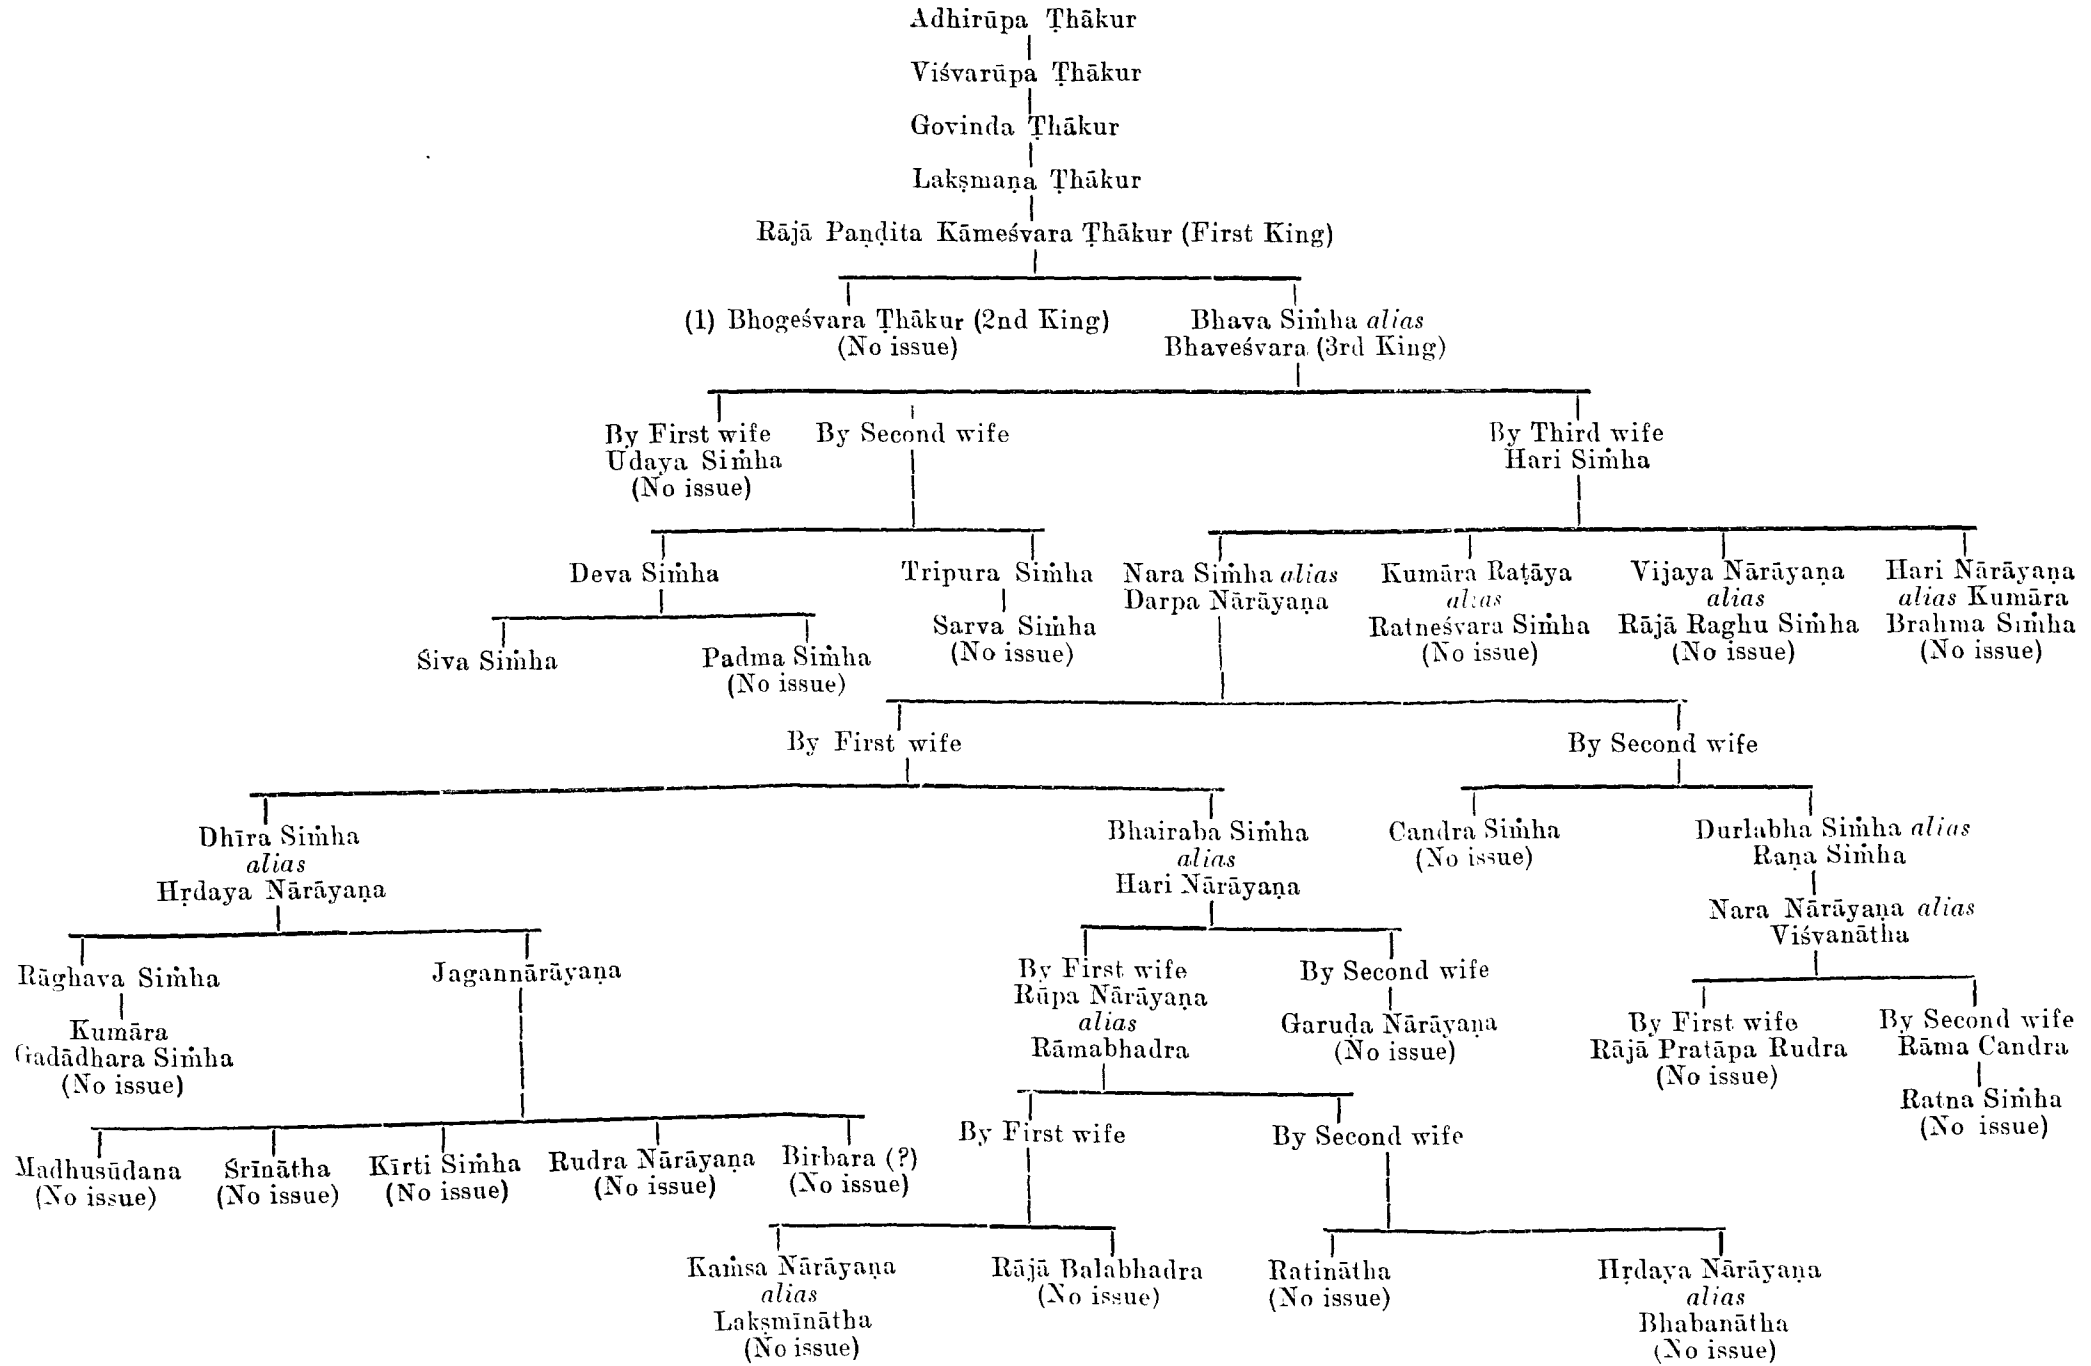 Adhirūpa Ṭhākur
Viśvarūpa Ṭhākur
Govinda Ṭhākur
Lakṣmaṇa Ṭhākur
Rājā Paṇḍita Kāmeśvara Ṭhākur (First King)
(1) Bhogeśvara Ṭhākur (2nd King)
(No issue)
Bhava Siṁha alias
Bhaveśvara (3rd King)
By First wife
Udaya Siṁha
(No issue)
By Second wife
By Third wife
Hari Siṁha
Deva Siṁha
Tripura Siṁha
Sarva Siṁha
(No issue)
Nara Siṁha alias
Darpa Nārāyaṇa
Kumāra Raṭāya
alias
Ratneśvara Siṁha
(No issue)
Vijaya Nārāyaṇa
alias
Rājā Raghu Siṁha
(No issue)
Hari Nārāyaṇa
alias Kumāra
Brahma Siṁha
(No issue)
Śiva Siṁha
Padma Siṁha
(No issue)
By First wife
By Second wife
Dhīra Siṁha
alias
Hṛdaya Nārāyaṇa
Bhairaba Siṁha
alias
Hari Nārāyaṇa
Candra Siṁha
(No issue)
Durlabha Siṁha alias
Raṇa Siṁha
Nara Nārāyaṇa alias
Viśvanātha
Rāghava Siṁha
Kumāra
Gadādhara Siṁha
(No issue)
Jagannārāyaṇa
By First wife
Rūpa Nārāyaṇa
alias
Rāmabhadra
By Second wife
Garuḍa Nārāyaṇa
(No issue)
By First wife
Rājā Pratāpa Rudra
(No issue)
By Second wife
Rāma Candra
Ratna Siṁha
(No issue)
Madhusūdana
(No issue)
Śrīnātha
(No issue)
Kīrti Siṁha
(No issue)
Rudra Nārāyaṇa
(No issue)
Birbara (?)
(No issue)
By First wife
By Second wife
Kaṁsa Nārāyaṇa
alias
Lakṣmīnātha
(No issue)
Rājā Balabhadra
(No issue)
Ratinātha
(No issue)
Hṛdaya Nārāyaṇa
alias
Bhabanātha
(No issue)